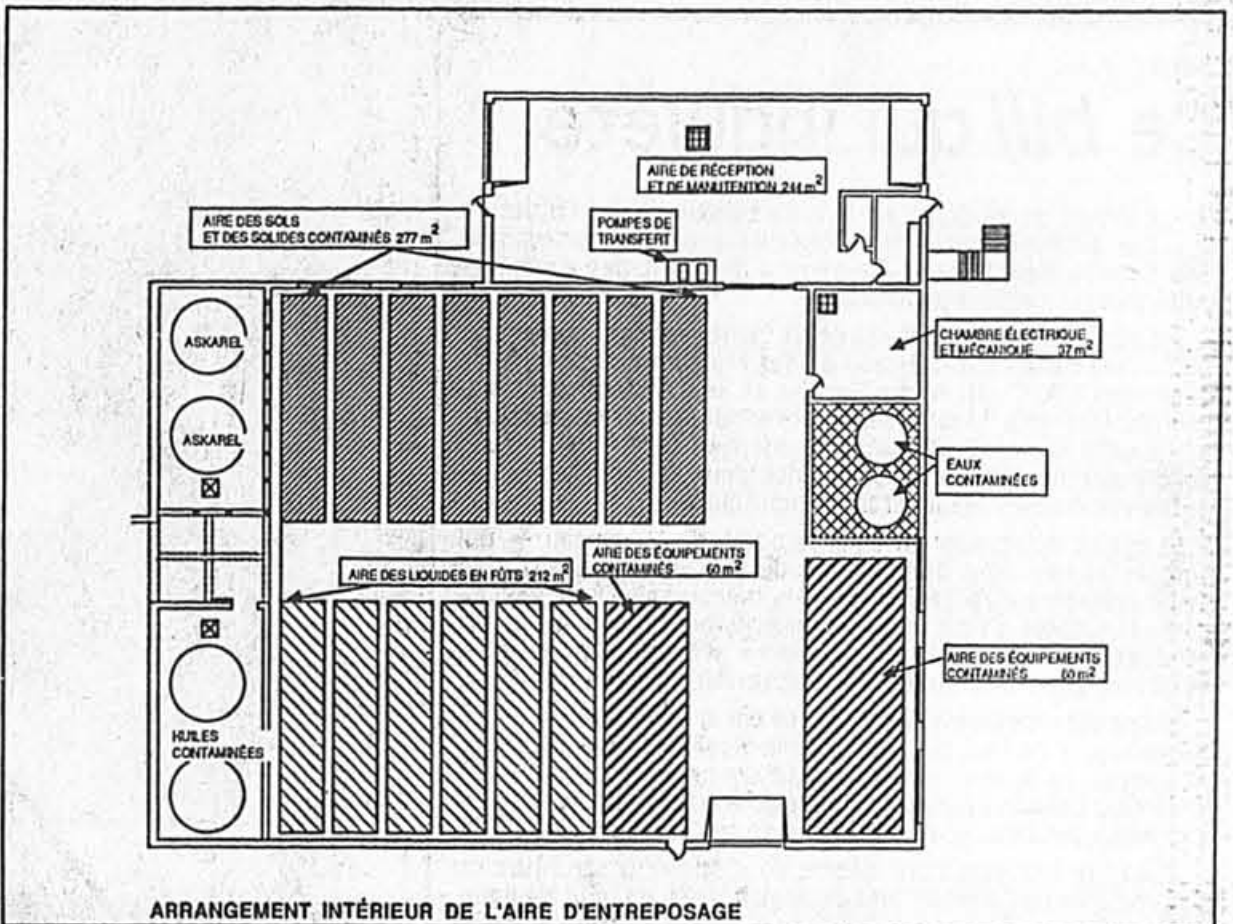 AIRE DE RÉCEPTION
ET DE MANUTENTION 244 m²
AIRE DES SOLS
ET DES SOLIDES CONTAMINÉS 277 m²
POMPES DE
TRANSFERT
ASKAREL
CHAMBRE ÉLECTRIQUE
ET MÉCANIQUE 37 m²
ASKAREL
EAUX
CONTAMINÉES
AIRE DES ÉQUIPEMENTS
CONTAMINÉS 60 m²
AIRE DES LIQUIDES EN FÛTS 212 m²
AIRE DES ÉQUIPEMENTS
CONTAMINÉS 60 m²
HUILES
CONTAMINÉES
ARRANGEMENT INTÉRIEUR DE L'AIRE D'ENTREPOSAGE